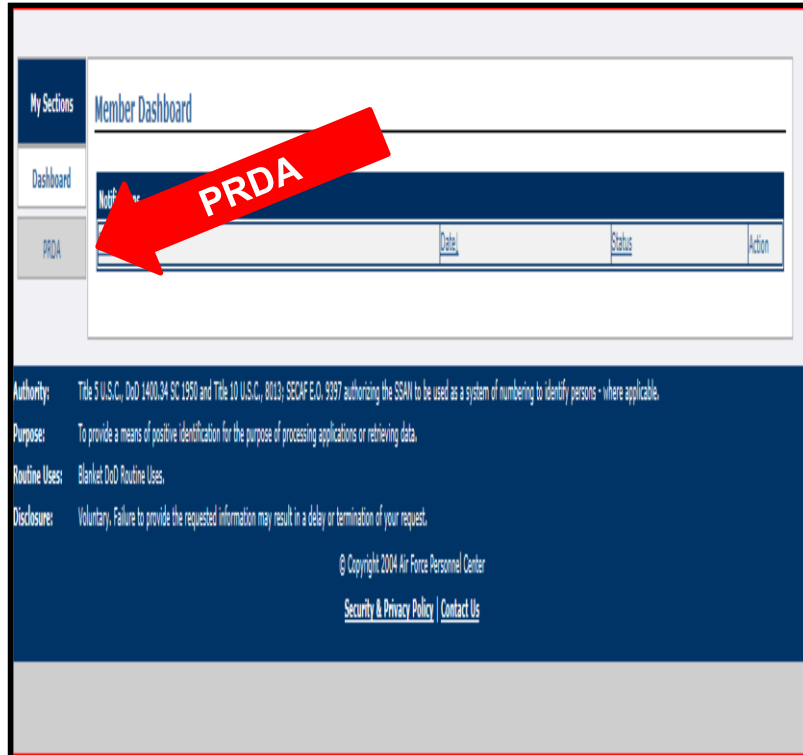 My Sections
Member Dashboard
Dashboard
PRDA
PRDA
Date
Status
Action
Authority: Title 5 U.S.C., DoD 1400.34 SC 1950 and Title 10 U.S.C., 8013; SECAF E.O. 9397 authorizing the SSAN to be used as a system of numbering to identify persons - where applicable.
Purpose: To provide a means of positive identification for the purpose of processing applications or retrieving data.
Routine Uses: Blanket DoD Routine Uses.
Disclosure: Voluntary. Failure to provide the requested information may result in a delay or termination of your request.
© Copyright 2004 Air Force Personnel Center
Security & Privacy Policy | Contact Us